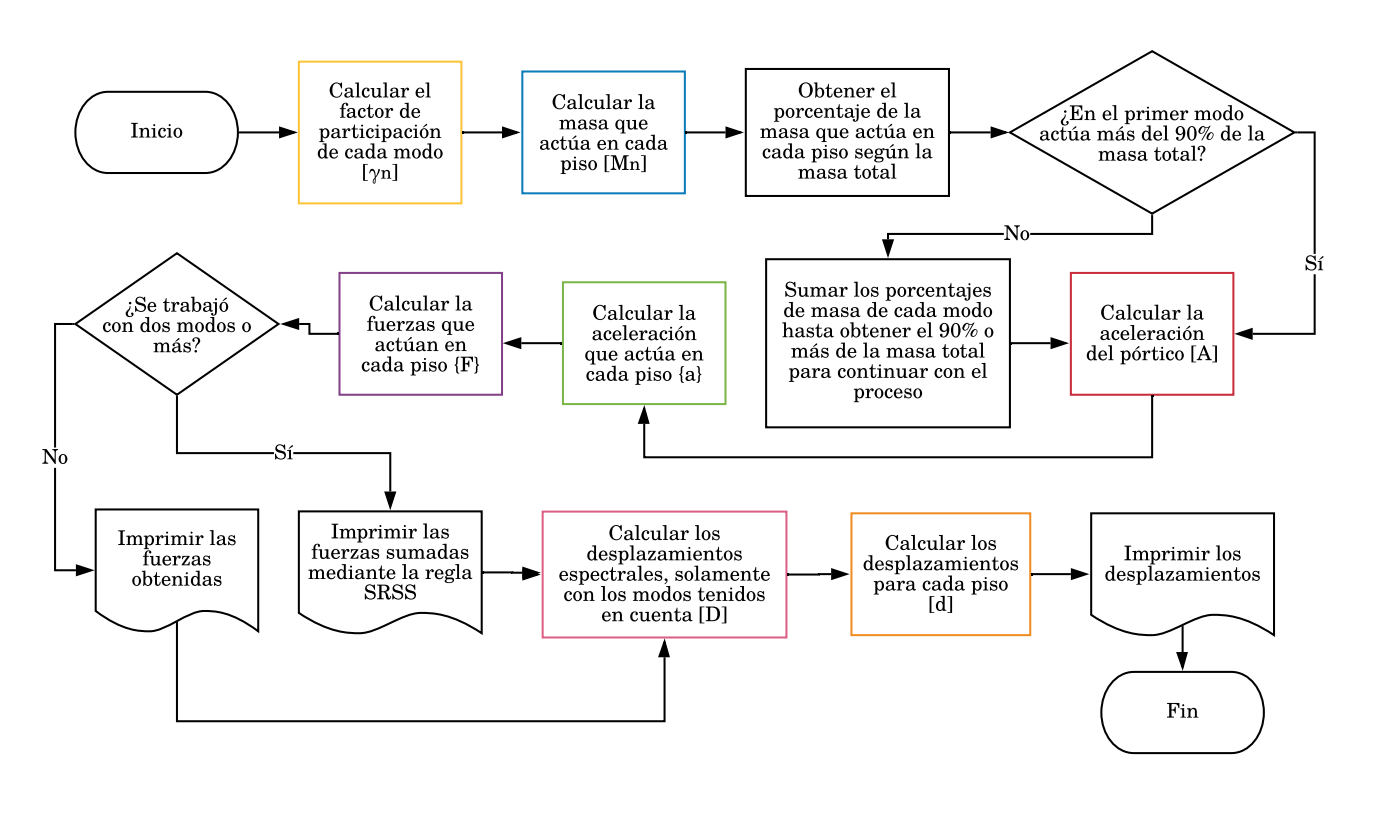 Inicio
Calcular el
factor de
participación
de cada modo
[γn]
Calcular la
masa que
actúa en cada
piso [Mn]
Obtener el
porcentaje de la
masa que actúa en
cada piso según la
masa total
¿En el primer modo
actúa más del 90% de la
masa total?
No
Sí
Sumar los porcentajes
de masa de cada modo
hasta obtener el 90% o
más de la masa total
para continuar con el
proceso
Calcular la
aceleración
del pórtico [A]
Calcular la
aceleración
que actúa en
cada piso {a}
Calcular la
fuerzas que
actúan en
cada piso {F}
¿Se trabajó
con dos modos o
más?
No
Sí
Imprimir las
fuerzas
obtenidas
Imprimir las
fuerzas sumadas
mediante la regla
SRSS
Calcular los
desplazamientos
espectrales, solamente
con los modos tenidos
en cuenta [D]
Calcular los
desplazamientos
para cada piso
[d]
Imprimir los
desplazamientos
Fin